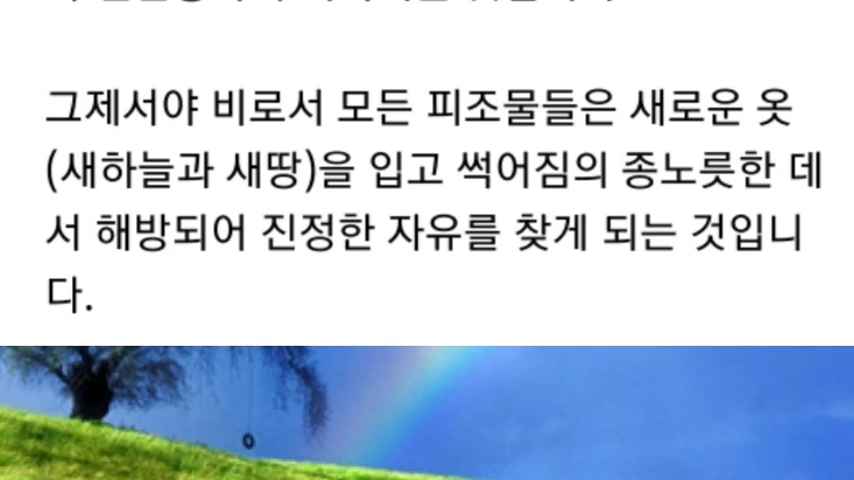 그제서야 비로서 모든 피조물들은 새로운 옷
(새하늘과 새땅)을 입고 썩어짐의 종노릇한 데
서 해방되어 진정한 자유를 찾게 되는 것입니
다.